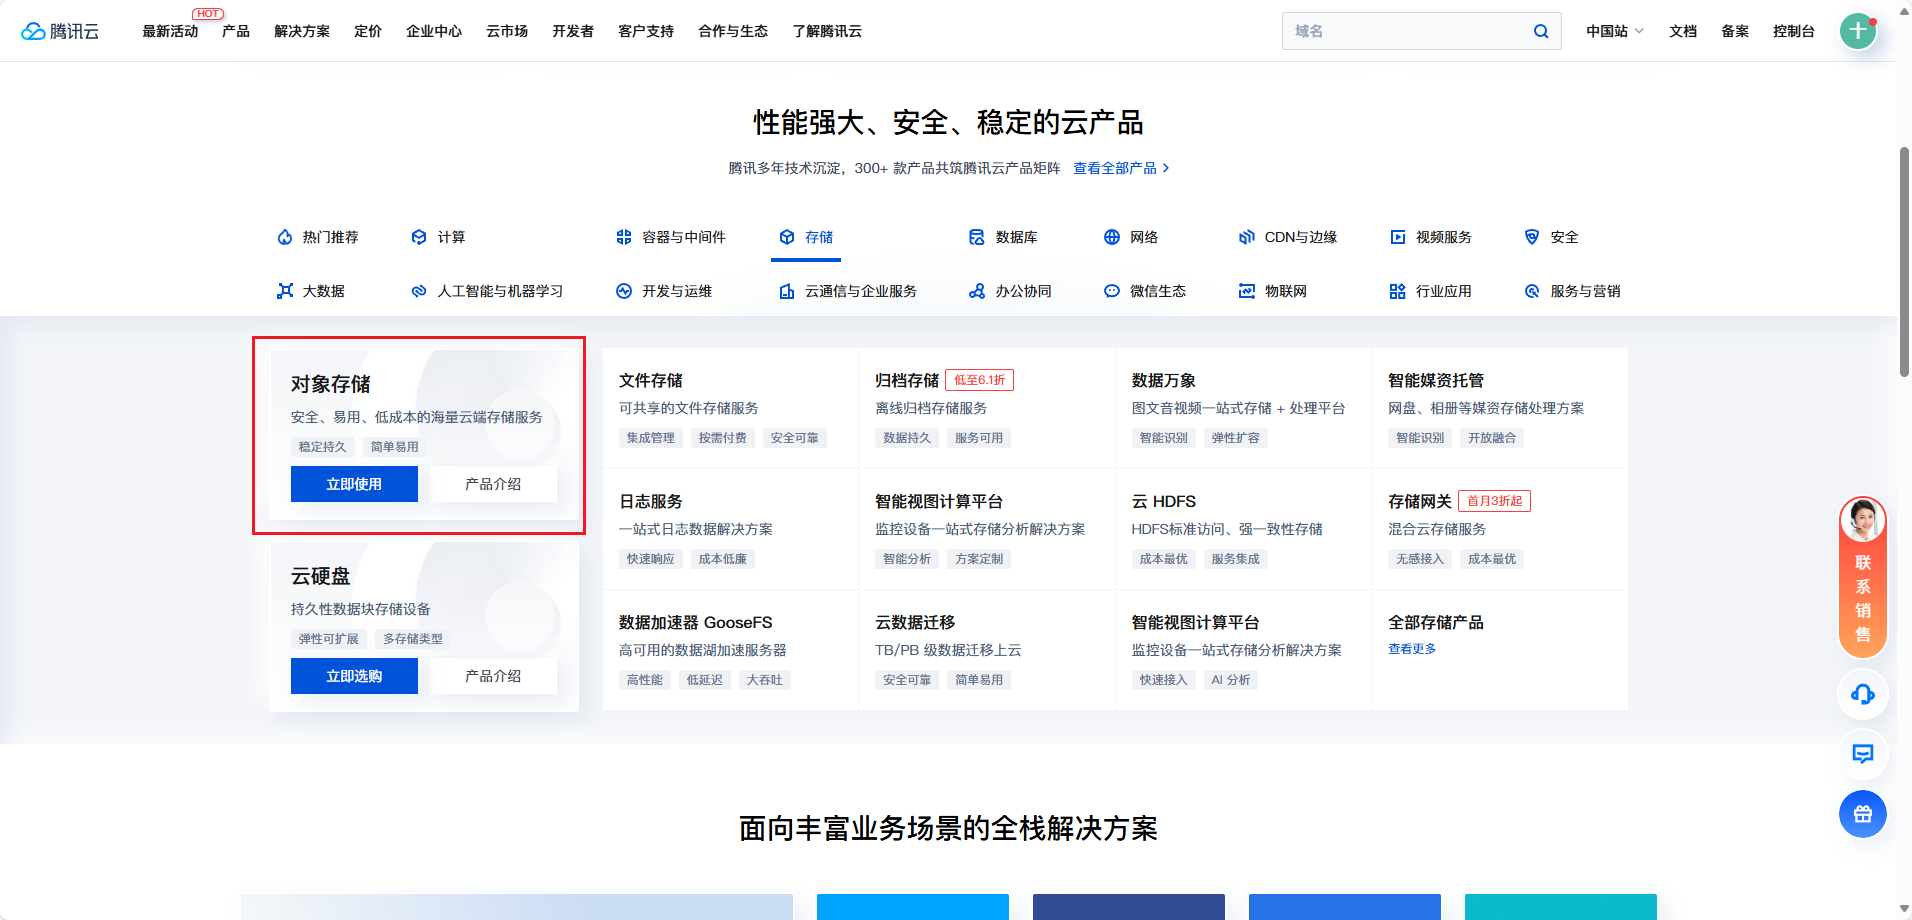 腾讯云
最新活动
HOT
产品
解决方案
定价
企业中心
云市场
开发者
客户支持
合作与生态
了解腾讯云
域名
中国站
文档
备案
控制台
性能强大、安全、稳定的云产品
腾讯多年技术沉淀，300+ 款产品共筑腾讯云产品矩阵 查看全部产品
热门推荐
计算
容器与中间件
存储
数据库
网络
CDN与边缘
视频服务
安全
大数据
人工智能与机器学习
开发与运维
云通信与企业服务
办公协同
微信生态
物联网
行业应用
服务与营销
对象存储
安全、易用、低成本的海量云端存储服务
稳定持久 简单易用
立即使用 产品介绍
云硬盘
持久性数据块存储设备
弹性可扩展 多存储类型
立即选购 产品介绍
文件存储
可共享的文件存储服务
集成管理 按需付费 安全可靠
归档存储 低至6.1折
离线归档存储服务
数据持久 服务可用
数据万象
图文音视频一站式存储 + 处理平台
智能识别 弹性扩容
智能媒资托管
网盘、相册等媒资存储处理方案
智能识别 开放融合
日志服务
一站式日志数据解决方案
快速响应 成本低廉
智能视图计算平台
监控设备一站式存储分析解决方案
智能分析 方案定制
云 HDFS
HDFS标准访问、强一致性存储
成本最优 服务集成
存储网关 首月3折起
混合云存储服务
无感接入 成本最优
数据加速器 GooseFS
高可用的数据湖加速服务器
高性能 低延迟 大吞吐
云数据迁移
TB/PB 级数据迁移上云
安全可靠 简单易用
智能视图计算平台
监控设备一站式存储分析解决方案
快速接入 AI 分析
全部存储产品
查看更多
联
系
销
售
面向丰富业务场景的全栈解决方案